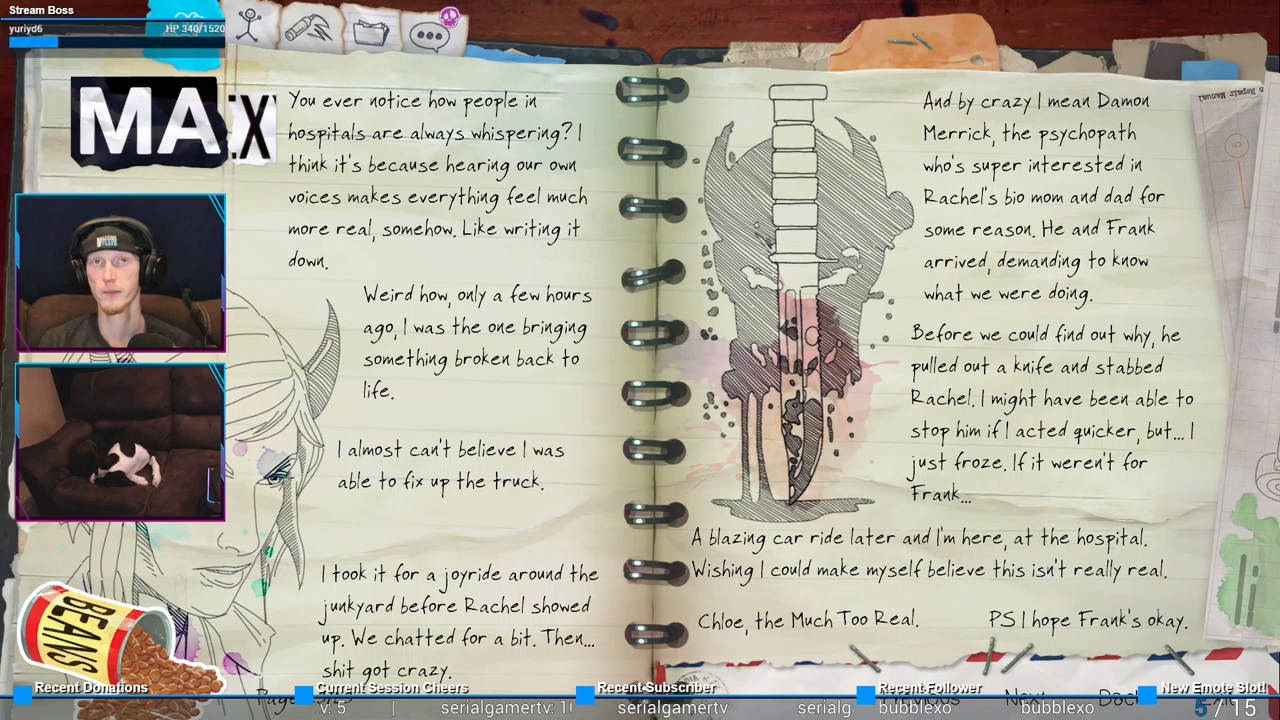 Stream Boss
yuriyd6
HP 340/1520
MAX
You ever notice how people in
hospitals are always whispering? I
think it's because hearing our own
voices makes everything feel much
more real, somehow. Like writing it
down.
Weird how, only a few hours
ago, I was the one bringing
something broken back to
life.
I almost can't believe I was
able to fix up the truck.
I took it for a joyride around the
junkyard before Rachel showed
up. We chatted for a bit. Then...
shit got crazy.
And by crazy I mean Damon
Merrick, the psychopath
who's super interested in
Rachel's bio mom and dad for
some reason. He and Frank
arrived, demanding to know
what we were doing.
Before we could find out why, he
pulled out a knife and stabbed
Rachel. I might have been able to
stop him if I acted quicker, but... I
just froze. If it weren't for
Frank...
A blazing car ride later and I'm here, at the hospital.
Wishing I could make myself believe this isn't really real.
Chloe, the Much Too Real.
PS I hope Frank's okay.
n Repair Manual
BEANS
Recent Donations
Current Session Cheers
Recent Subscriber
Recent Follower
New Emote Slot!
v. 5 | serialgamertv: 1
serialgamertv serialg
bubblexo bubblexo
5 / 15
Page
Next